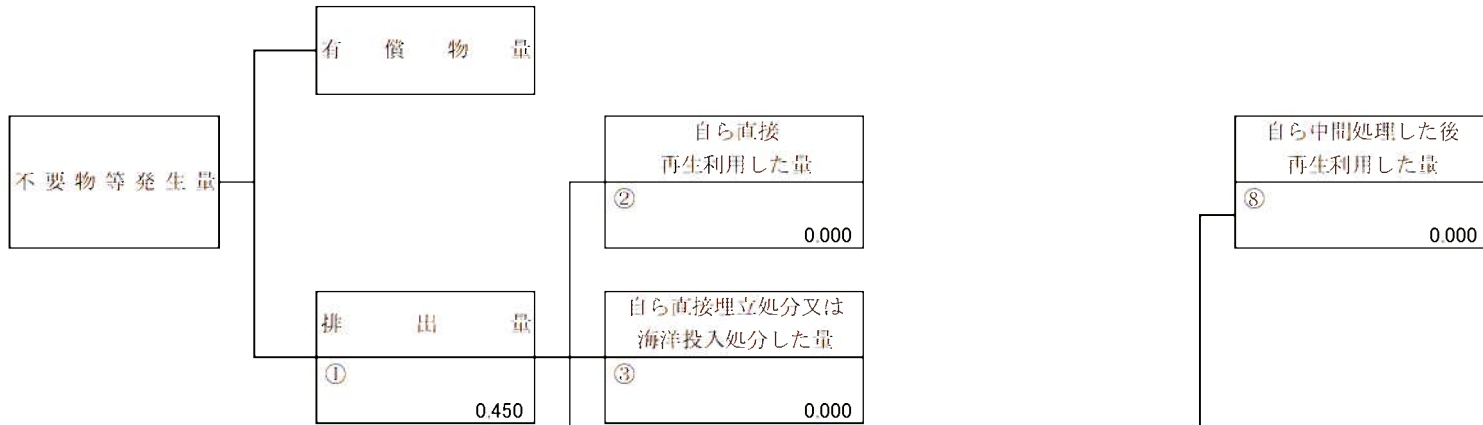 有償物量
不要物等発生量
自ら直接
再生利用した量
②
0.000
自ら中間処理した後
再生利用した量
⑧
0.000
排出量
①
0.450
自ら直接埋立処分又は
海洋投入処分した量
③
0.000